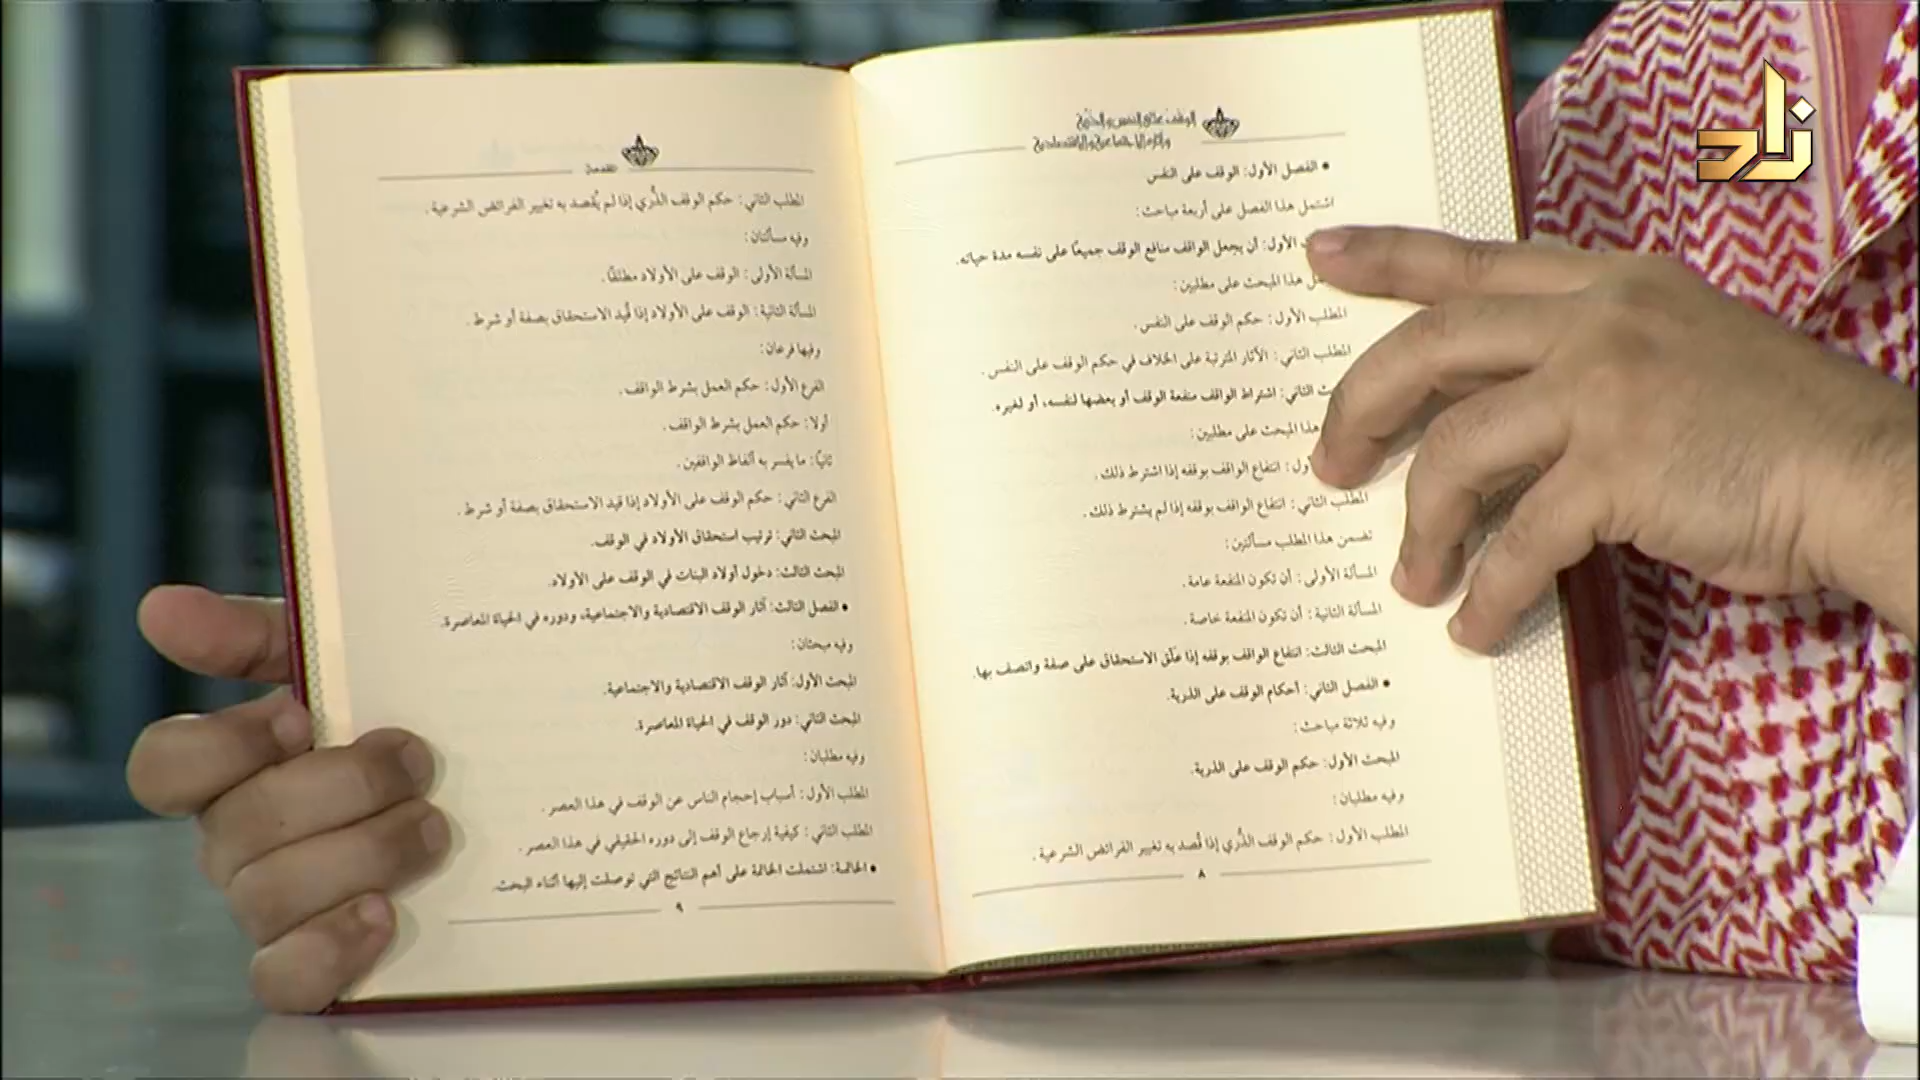 الوقف على النفس والذرية
وآثاره الاجتماعية والاقتصادية
• الفصل الأول: الوقف على النفس
اشتمل هذا الفصل على أربعة مباحث:
الأول: أن يجعل الواقف منافع الوقف جميعًا على نفسه مدة حياته.
هذا المبحث على مطلبين:
المطلب الأول: حكم الوقف على النفس.
المطلب الثاني: الآثار المترتبة على الخلاف في حكم الوقف على النفس.
الثاني: اشتراط الواقف منفعة الوقف أو بعضها لنفسه، أو لغيره.
هذا المبحث على مطلبين:
انتفاع الواقف بوقفه إذا اشترط ذلك.
المطلب الثاني: انتفاع الواقف بوقفه إذا لم يشترط ذلك.
تضمن هذا المطلب مسألتين:
المسألة الأولى: أن تكون المنفعة عامة.
المسألة الثانية: أن تكون المنفعة خاصة.
المبحث الثالث: انتفاع الواقف بوقفه إذا علَّق الاستحقاق على صفة واتصف بها.
• الفصل الثاني: أحكام الوقف على الذرية.
وفيه ثلاثة مباحث:
المبحث الأول: حكم الوقف على الذرية.
وفيه مطلبان:
المطلب الأول: حكم الوقف الذُّري إذا قُصد به تغيير الفرائض الشرعية.
٨
المقدمة
المطلب الثاني: حكم الوقف الذُّري إذا لم يُقصد به تغيير الفرائض الشرعية.
وفيه مسألتان:
المسألة الأولى: الوقف على الأولاد مطلقًا.
المسألة الثانية: الوقف على الأولاد إذا قُيد الاستحقاق بصفة أو شرط.
وفيها فرعان:
الفرع الأول: حكم العمل بشرط الواقف.
أولا: حكم العمل بشرط الواقف.
ثانيًا: ما يفسر به ألفاظ الواقفين.
الفرع الثاني: حكم الوقف على الأولاد إذا قيد الاستحقاق بصفة أو شرط.
المبحث الثاني: ترتيب استحقاق الأولاد في الوقف.
المبحث الثالث: دخول أولاد البنات في الوقف على الأولاد.
• الفصل الثالث: آثار الوقف الاقتصادية والاجتماعية، ودوره في الحياة المعاصرة.
وفيه مبحثان:
المبحث الأول: آثار الوقف الاقتصادية والاجتماعية.
المبحث الثاني: دور الوقف في الحياة المعاصرة.
وفيه مطلبان:
المطلب الأول: أسباب إحجام الناس عن الوقف في هذا العصر.
المطلب الثاني: كيفية إرجاع الوقف إلى دوره الحقيقي في هذا العصر.
• الخاتمة: اشتملت الخاتمة على أهم النتائج التي توصلت إليها أثناء البحث.
٩
زاد